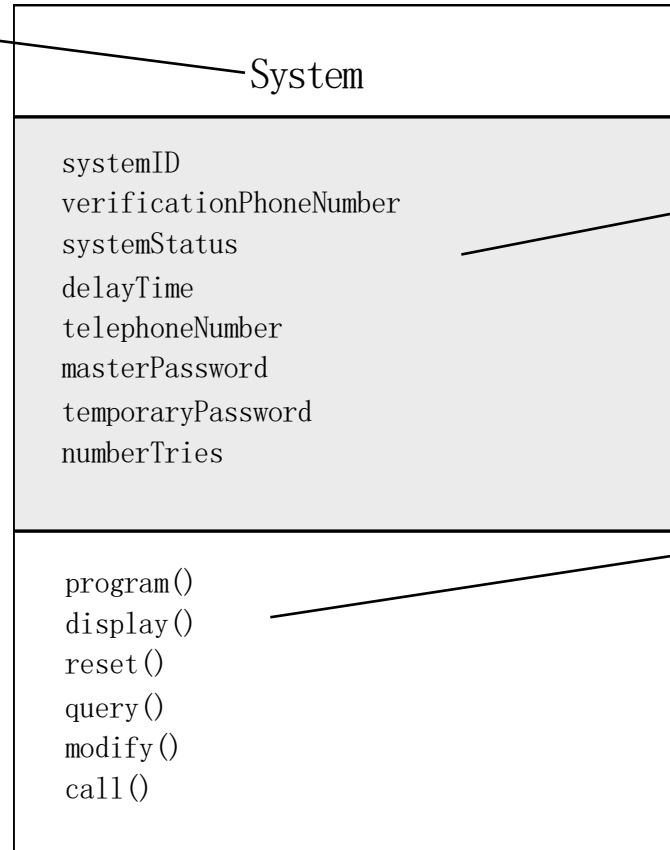 System
systemID
verificationPhoneNumber
systemStatus
delayTime
telephoneNumber
masterPassword
temporaryPassword
numberTries
program()
display()
reset()
query()
modify()
call()